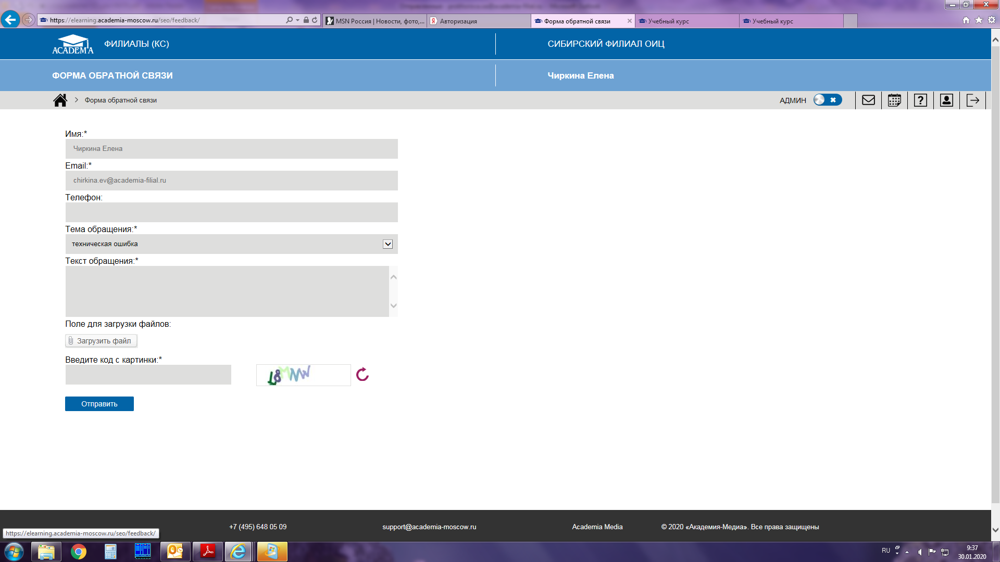 https://elearning.academia-moscow.ru/seo/feedback/
MSN Россия | Новости, фото,...
Авторизация
Форма обратной связи
Учебный курс
Учебный курс
ACADEM'A
ФИЛИАЛЫ (КС)
СИБИРСКИЙ ФИЛИАЛ ОИЦ
ФОРМА ОБРАТНОЙ СВЯЗИ
Чиркина Елена
Форма обратной связи
АДМИН
Имя:*
Чиркина Елена
Email:*
chirkina.ev@academia-filial.ru
Телефон:
Тема обращения:*
техническая ошибка
Текст обращения:*
Поле для загрузки файлов:
Загрузить файл
Введите код с картинки:*
Отправить
+7 (495) 648 05 09
support@academia-moscow.ru
Academia Media
© 2020 «Академия-Медиа». Все права защищены
https://elearning.academia-moscow.ru/seo/feedback/
RU
9:37
30.01.2020